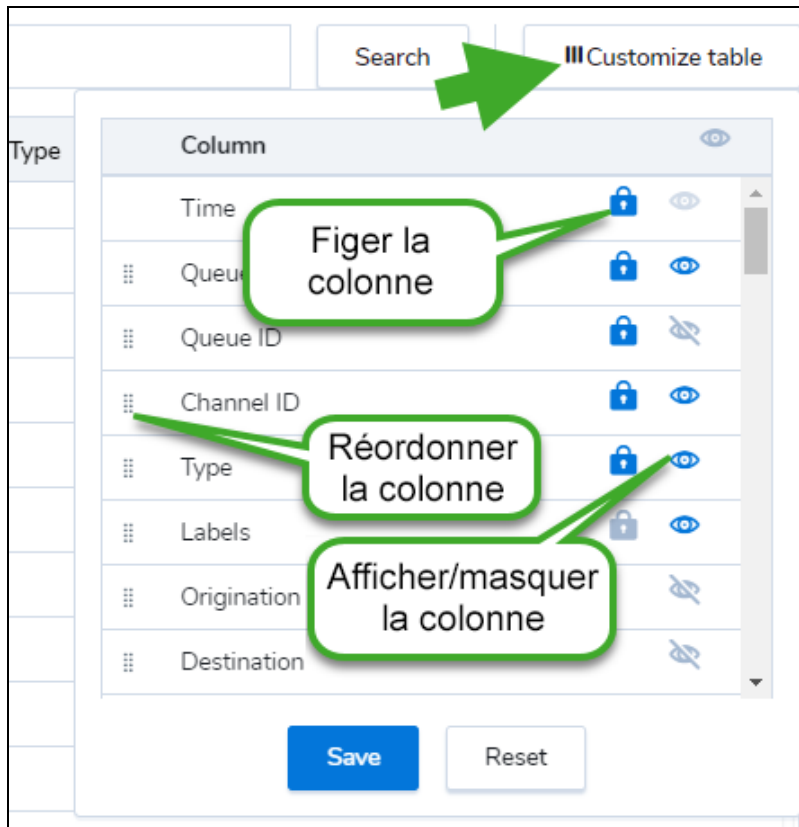 Search
Customize table
Type
Column
Time
Figer la
colonne
Queue ID
Channel ID
Réordonner
la colonne
Type
Labels
Afficher/masquer
la colonne
Origination
Destination
Save
Reset